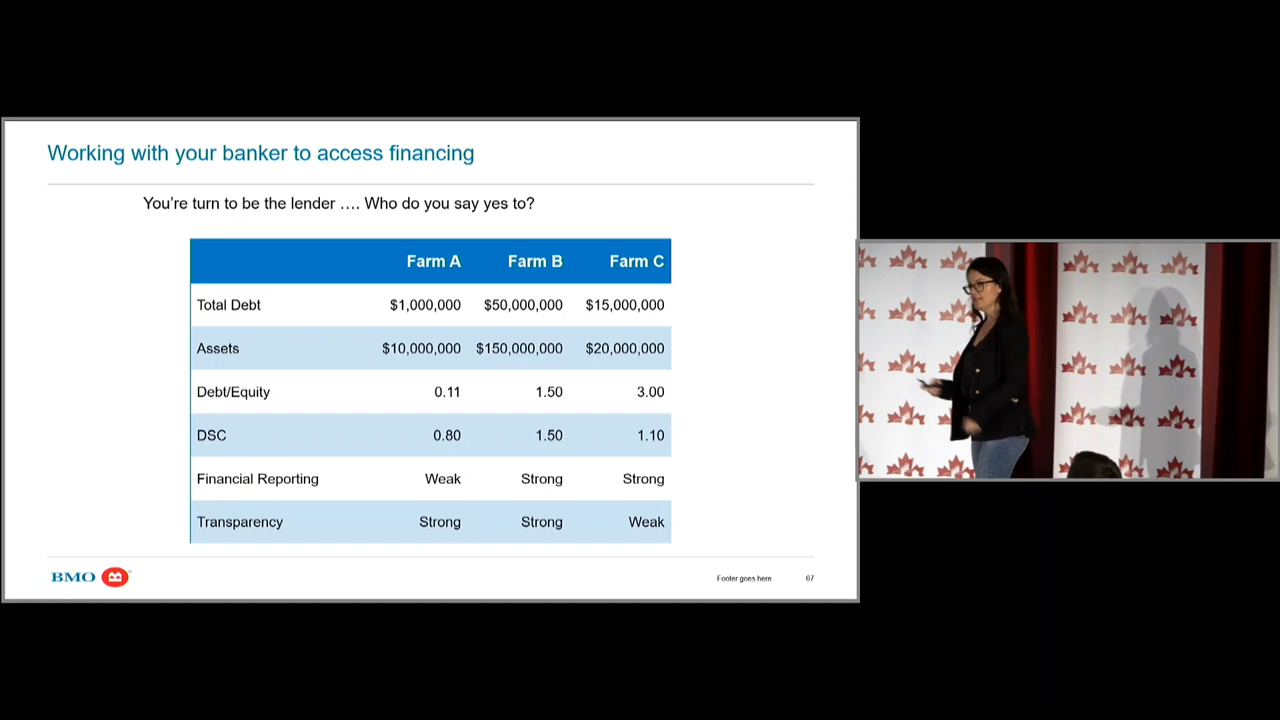 Working with your banker to access financing
You're turn to be the lender …. Who do you say yes to?
Farm A Farm B Farm C
Total Debt $1,000,000 $50,000,000 $15,000,000
Assets $10,000,000 $150,000,000 $20,000,000
Debt/Equity 0.11 1.50 3.00
DSC 0.80 1.50 1.10
Financial Reporting Weak Strong Strong
Transparency Strong Strong Weak
BMO
Footer goes here 67